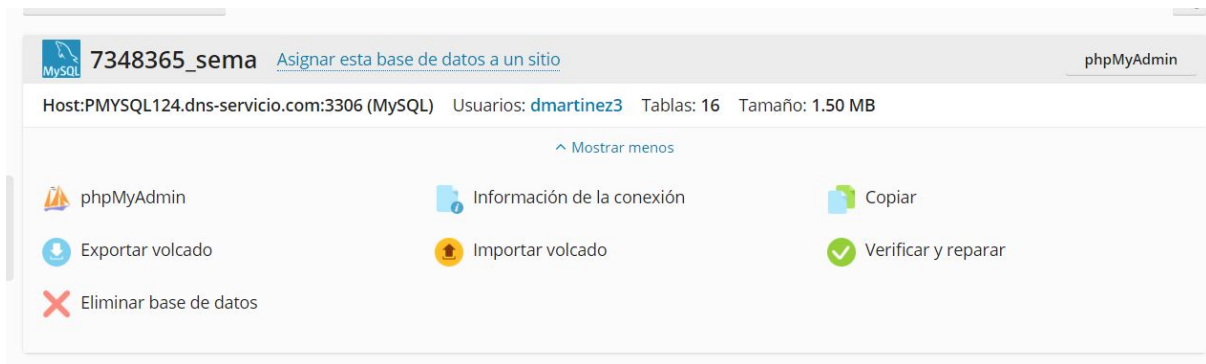 MySQL 7348365_sema Asignar esta base de datos a un sitio phpMyAdmin
Host:PMYSQL124.dns-servicio.com:3306 (MySQL) Usuarios: dmartinez3 Tablas: 16 Tamaño: 1.50 MB
Mostrar menos
phpMyAdmin Información de la conexión Copiar
Exportar volcado Importar volcado Verificar y reparar
Eliminar base de datos